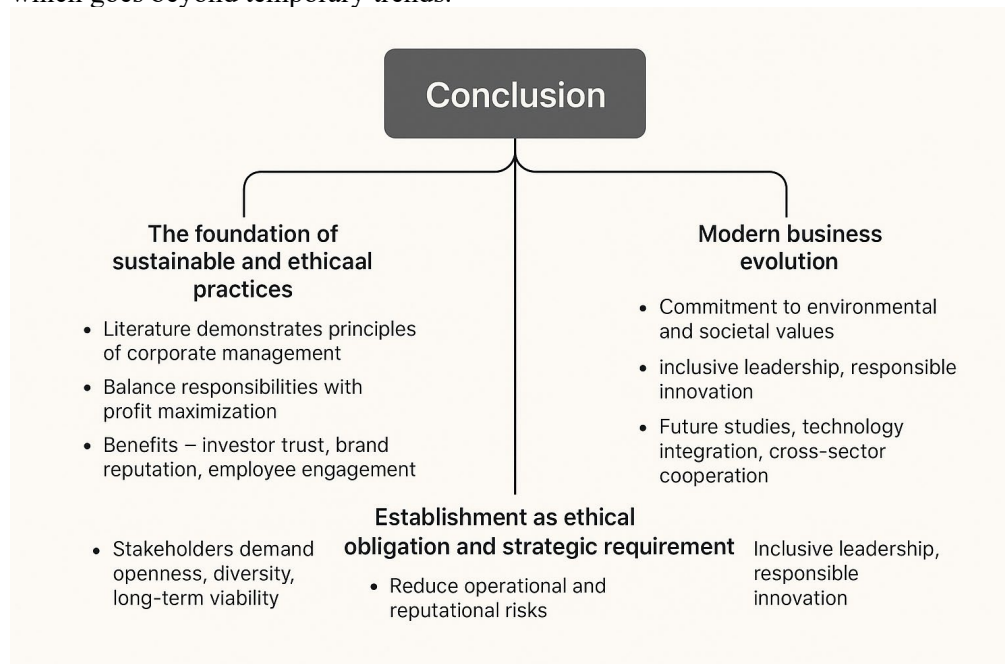 which goes beyond temporary trends.
Conclusion
The foundation of
sustainable and ethicaal
practices
• Literature demonstrates principles
of corporate management
• Balance responsibilities with
profit maximization
• Benefits – investor trust, brand
reputation, employee engagement
• Stakeholders demand
openness, diversity,
long-term viability
Establishment as ethical
obligation and strategic requirement
• Reduce operational and
reputational risks
Modern business
evolution
• Commitment to environmental
and societal values
• inclusive leadership, responsible
innovation
• Future studies, technology
integration, cross-sector
cooperation
Inclusive leadership,
responsible
innovation